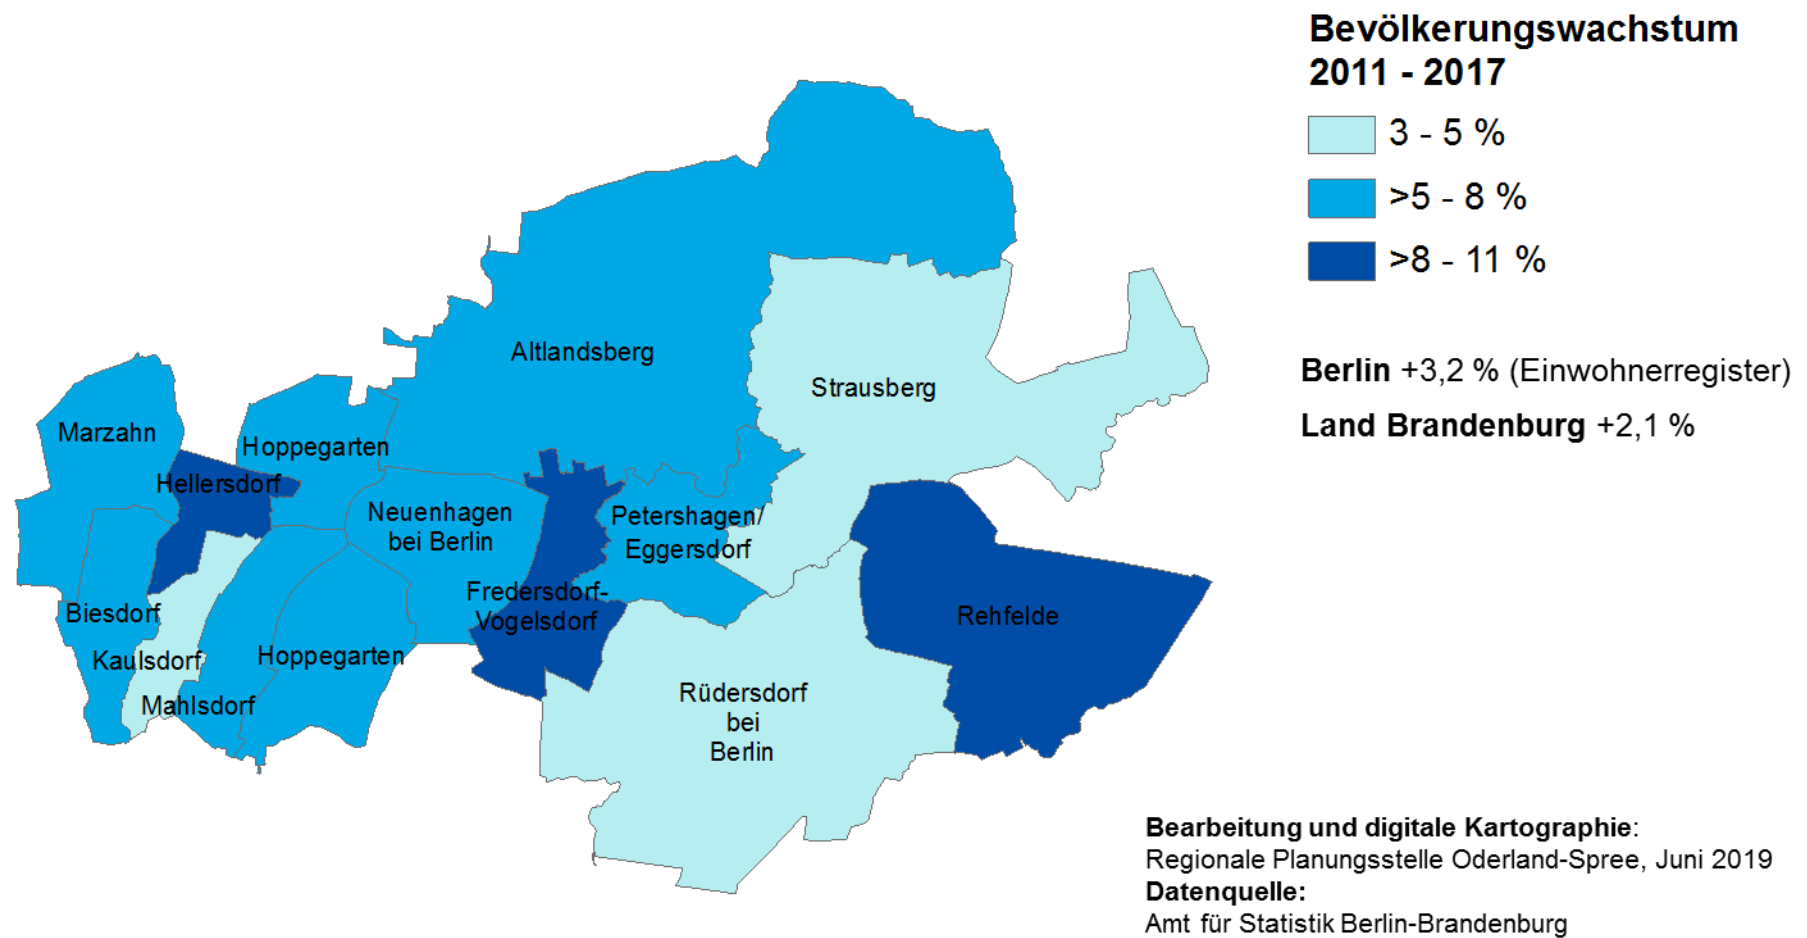 Bevölkerungswachstum
2011 - 2017
3 - 5 %
>5 - 8 %
>8 - 11 %
Berlin +3,2 % (Einwohnerregister)
Land Brandenburg +2,1 %
Altlandsberg
Strausberg
Marzahn
Hoppegarten
Hellersdorf
Neuenhagen
bei Berlin
Petershagen/
Eggersdorf
Fredersdorf-
Vogelsdorf
Biesdorf
Rehfelde
Kaulsdorf
Hoppegarten
Mahlsdorf
Rüdersdorf
bei
Berlin
Bearbeitung und digitale Kartographie:
Regionale Planungsstelle Oderland-Spree, Juni 2019
Datenquelle:
Amt für Statistik Berlin-Brandenburg